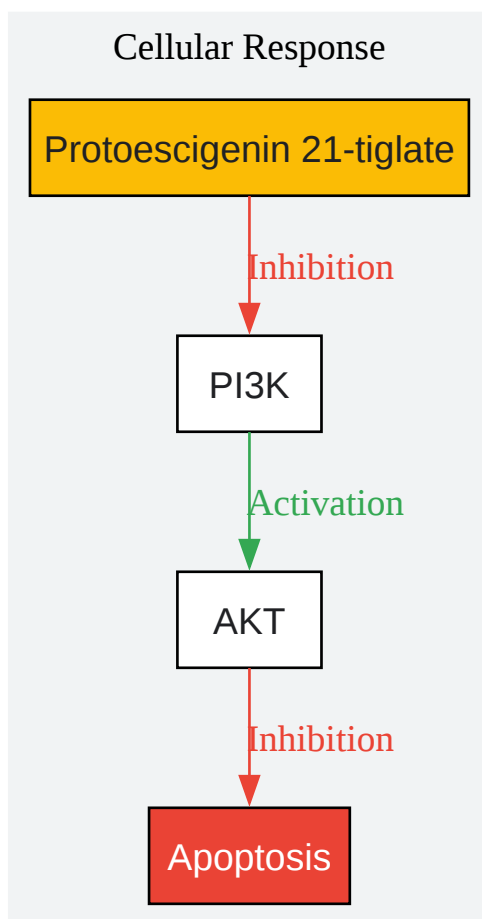 Cellular Response
Protoescigenin 21-tiglate
Inhibition
PI3K
Activation
AKT
Inhibition
Apoptosis